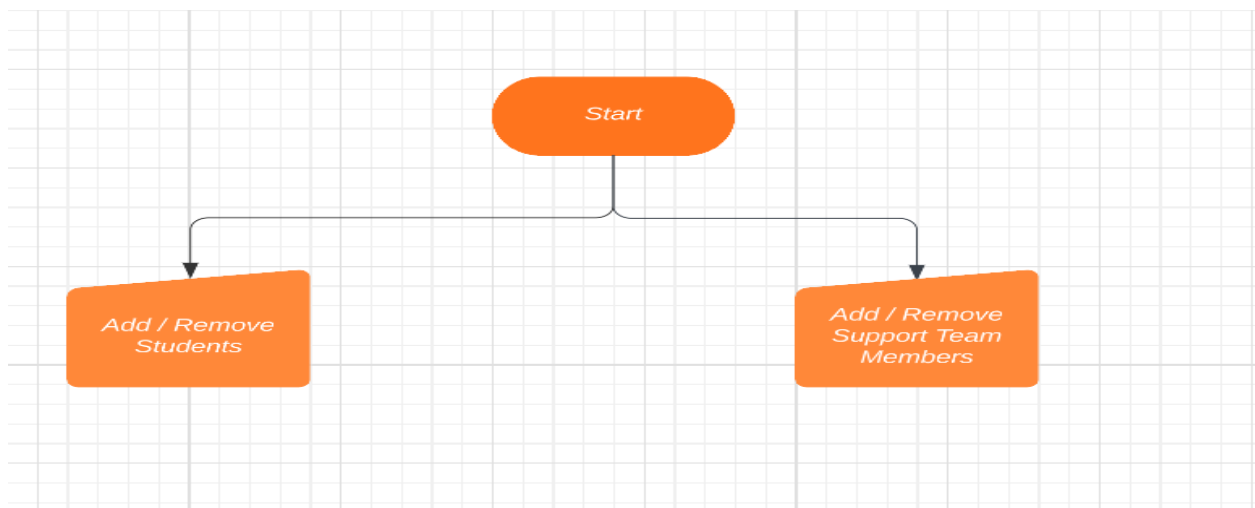 Start
Add / Remove
Students
Add / Remove
Support Team
Members